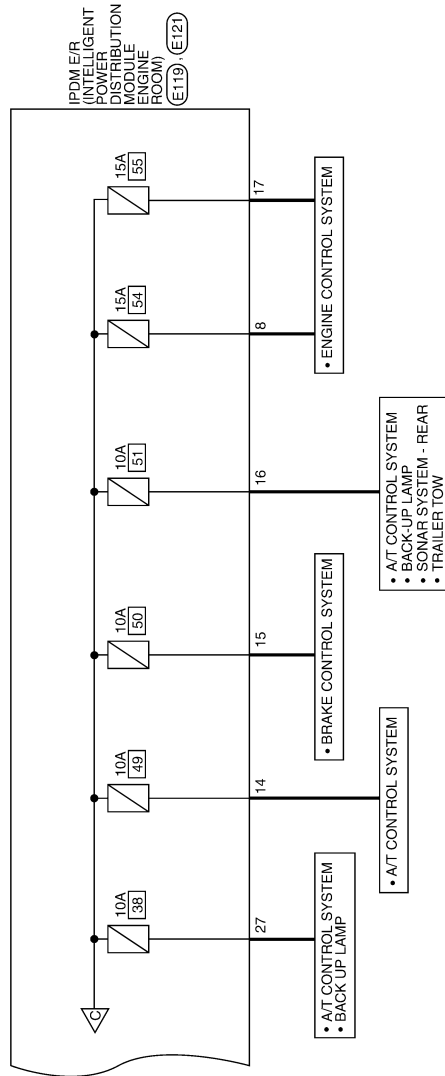 IPDM E/R
(INTELLIGENT
POWER
DISTRIBUTION
MODULE
ENGINE
ROOM)
E119 , E121
C
10A
38
10A
49
10A
50
10A
51
15A
54
15A
55
27
14
15
16
8
17
• A/T CONTROL SYSTEM
• BACK UP LAMP
• A/T CONTROL SYSTEM
• BRAKE CONTROL SYSTEM
• A/T CONTROL SYSTEM
• BACK-UP LAMP
• SONAR SYSTEM - REAR
• TRAILER TOW
• ENGINE CONTROL SYSTEM